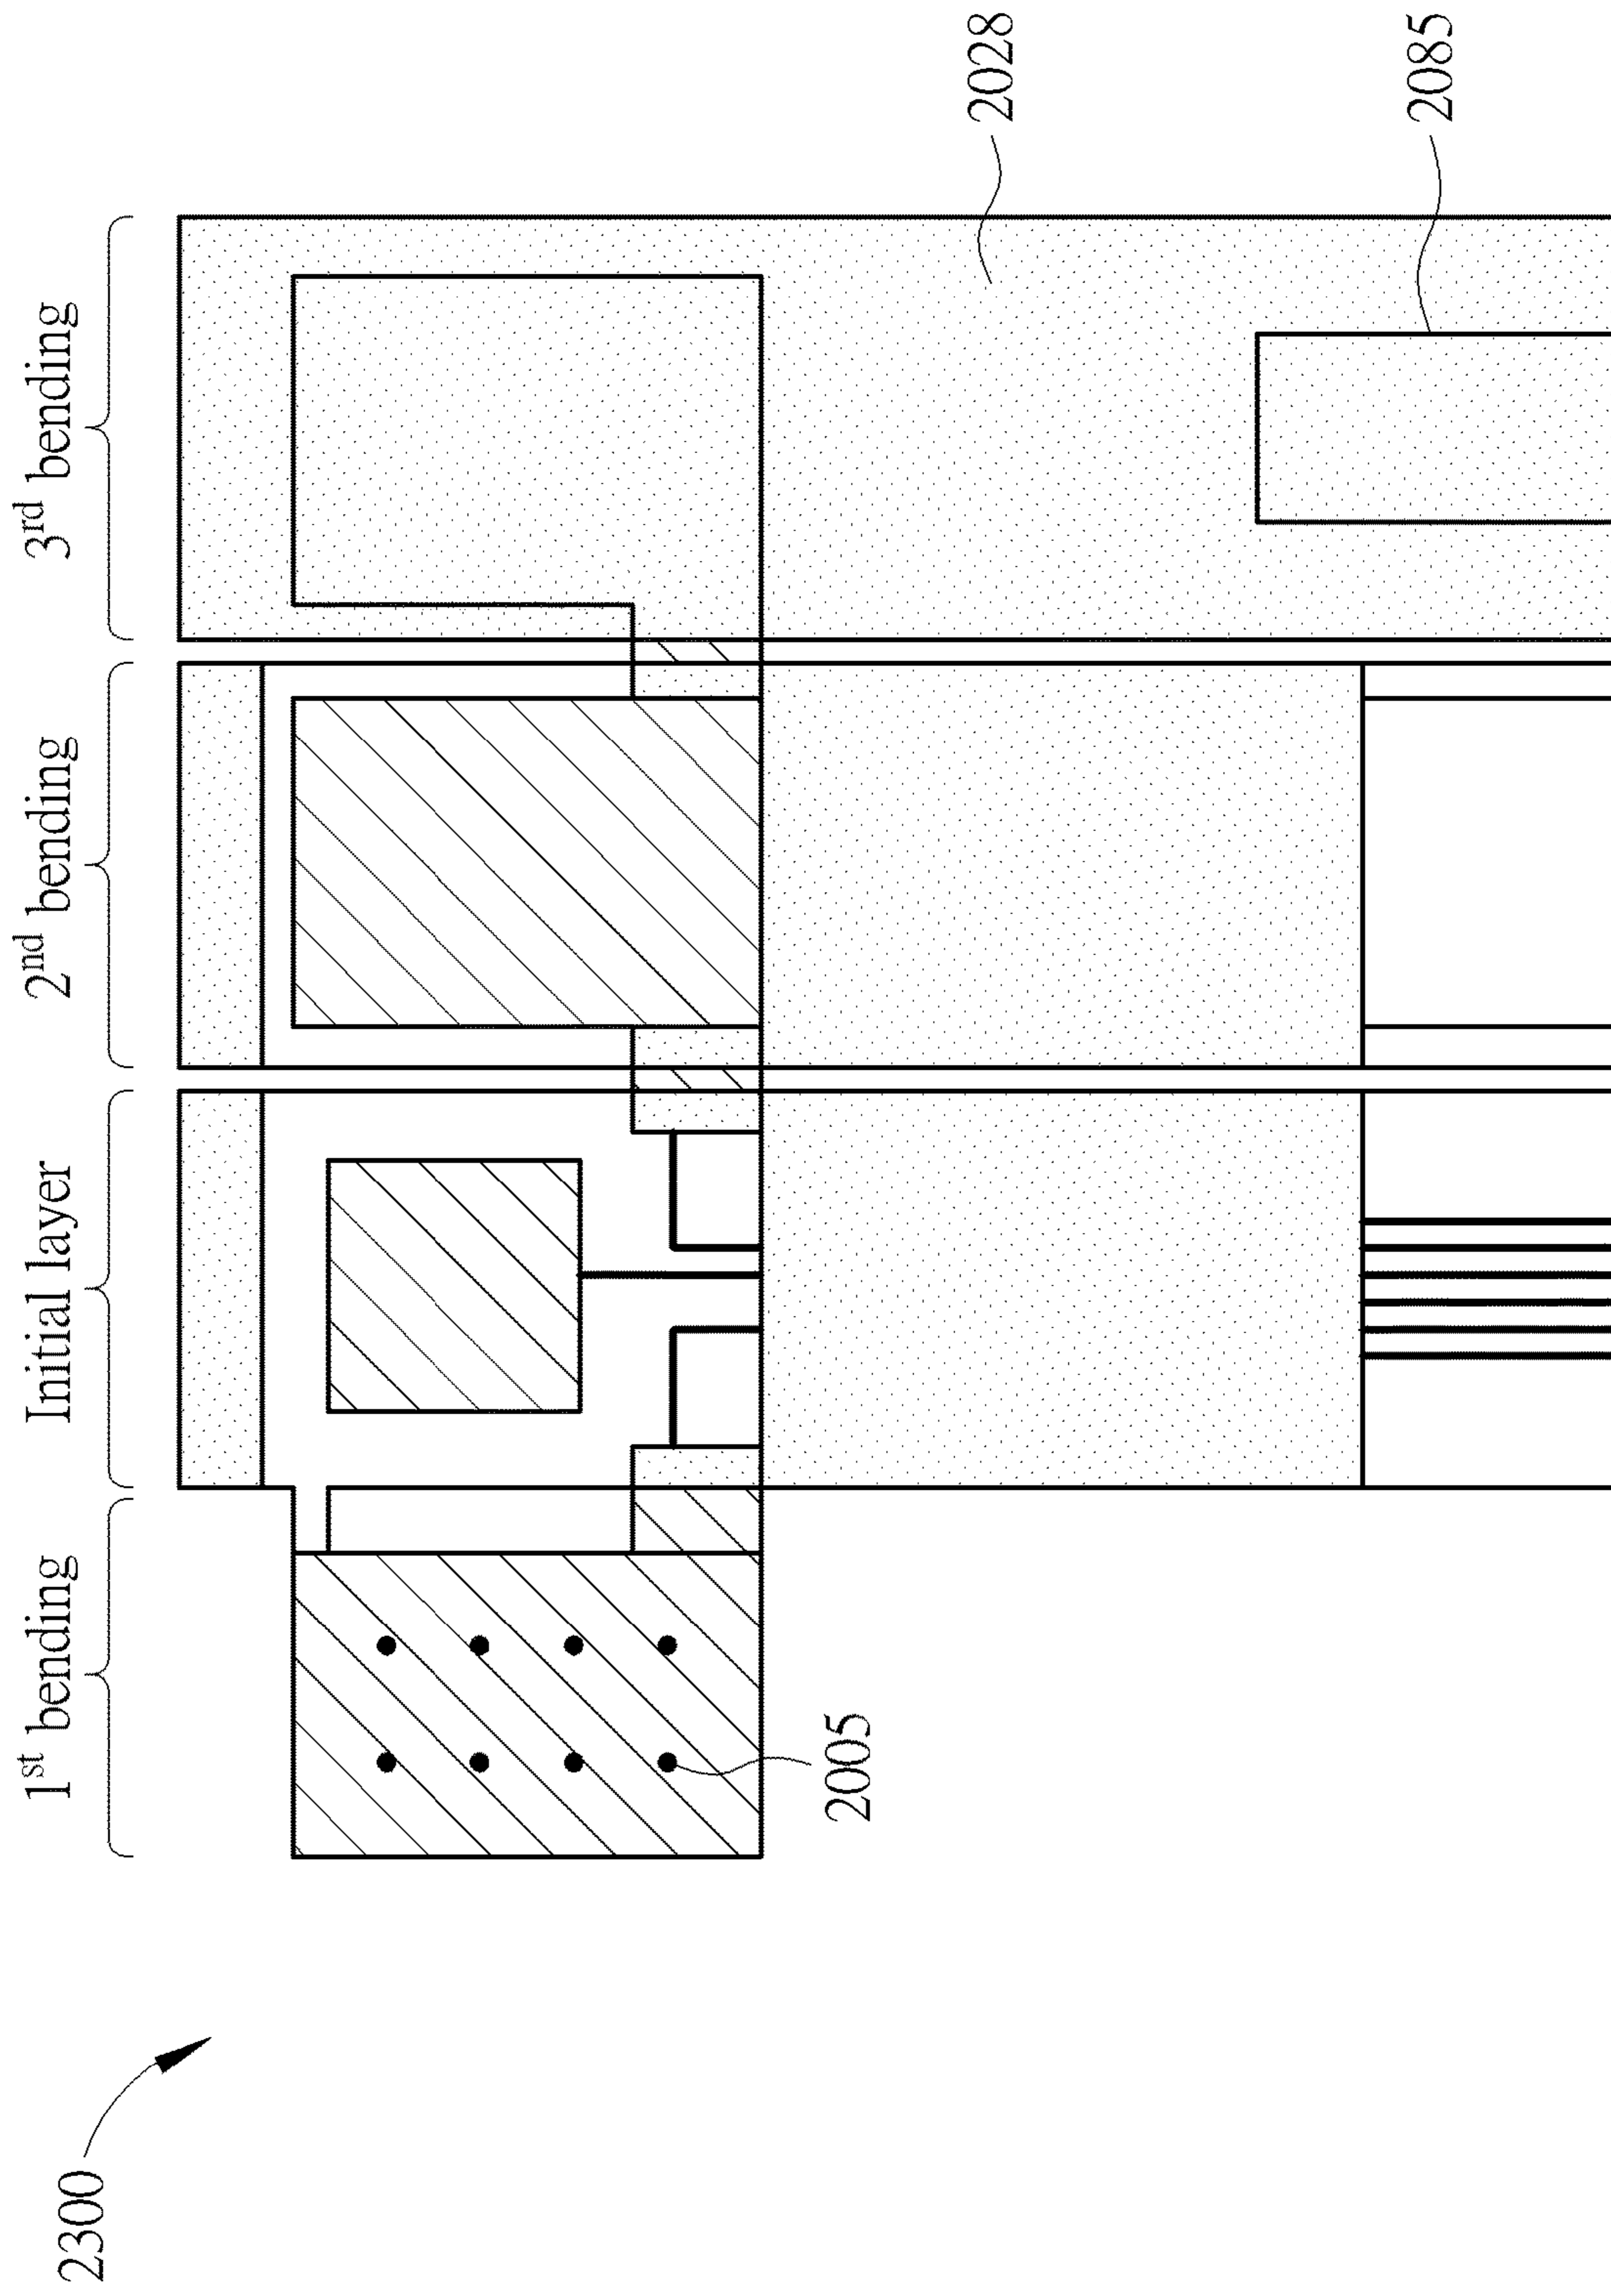 2300
1st bending
Initial layer
2nd bending
3rd bending
2005
2028
2085